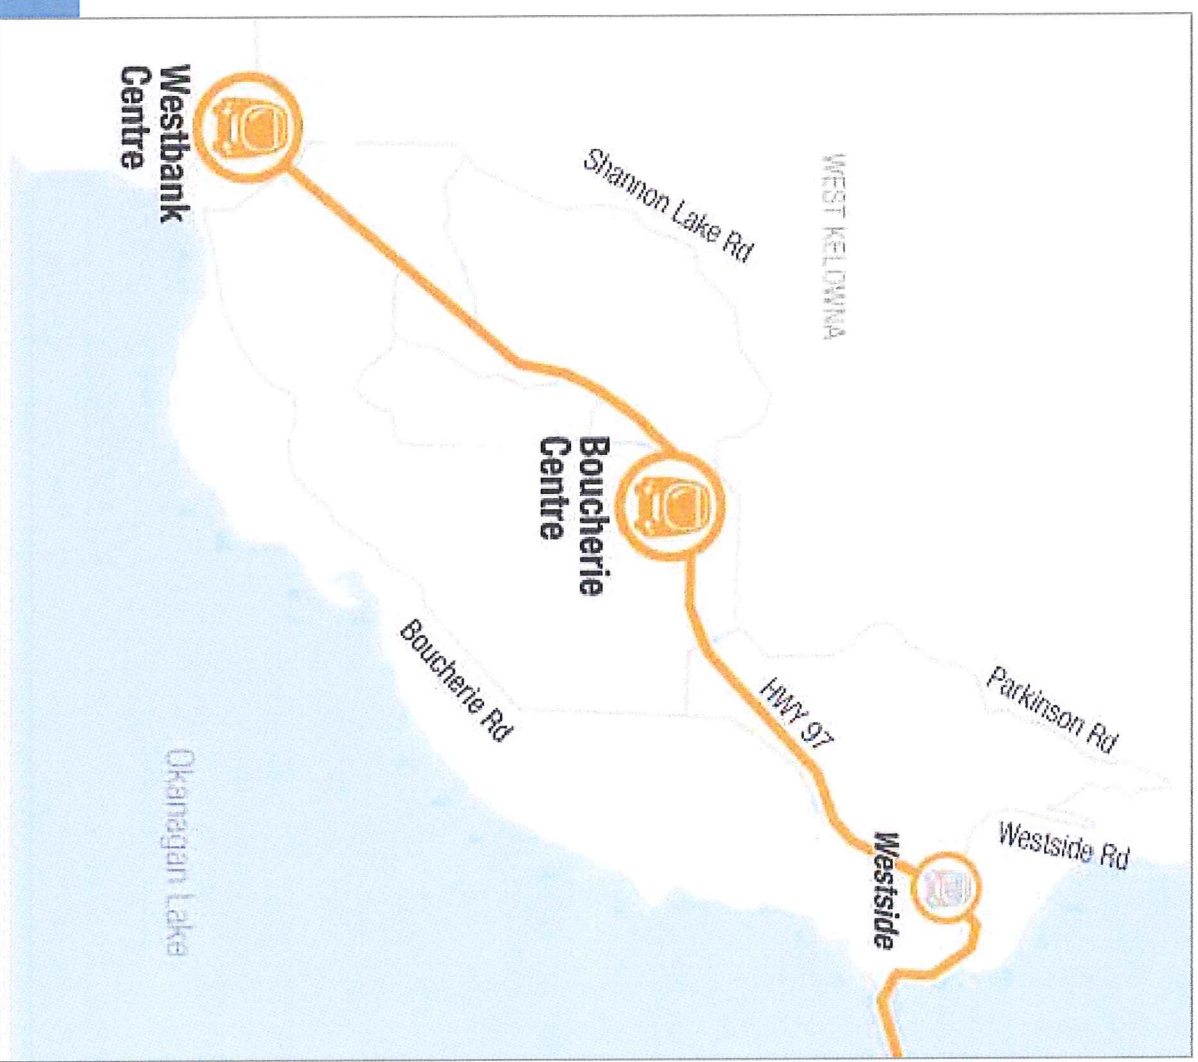 Parkinson Rd
Westside Rd
Westside
WEST KELOWNA
HWY 97
Shannon Lake Rd
Boucherie
Centre
Boucherie Rd
Westbank
Centre
Okanagan Lake